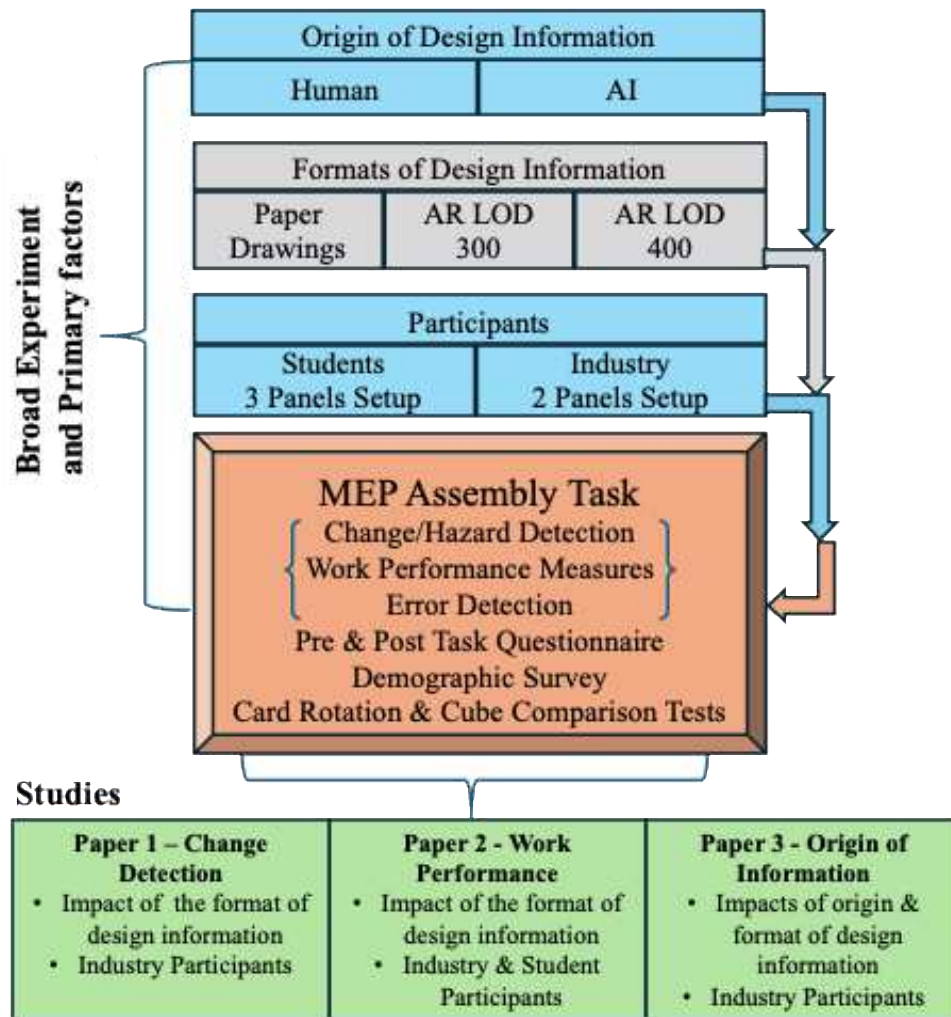 Origin of Design Information
Human
AI
Formats of Design Information
Paper
Drawings
AR LOD
300
AR LOD
400
Participants
Students
3 Panels Setup
Industry
2 Panels Setup
Broad Experiment
and Primary factors
MEP Assembly Task
Change/Hazard Detection
Work Performance Measures
Error Detection
Pre & Post Task Questionnaire
Demographic Survey
Card Rotation & Cube Comparison Tests
Studies
Paper 1 – Change
Detection
• Impact of the format of
design information
• Industry Participants
Paper 2 - Work
Performance
• Impact of the format of
design information
• Industry & Student
Participants
Paper 3 - Origin of
Information
• Impacts of origin &
format of design
information
• Industry Participants